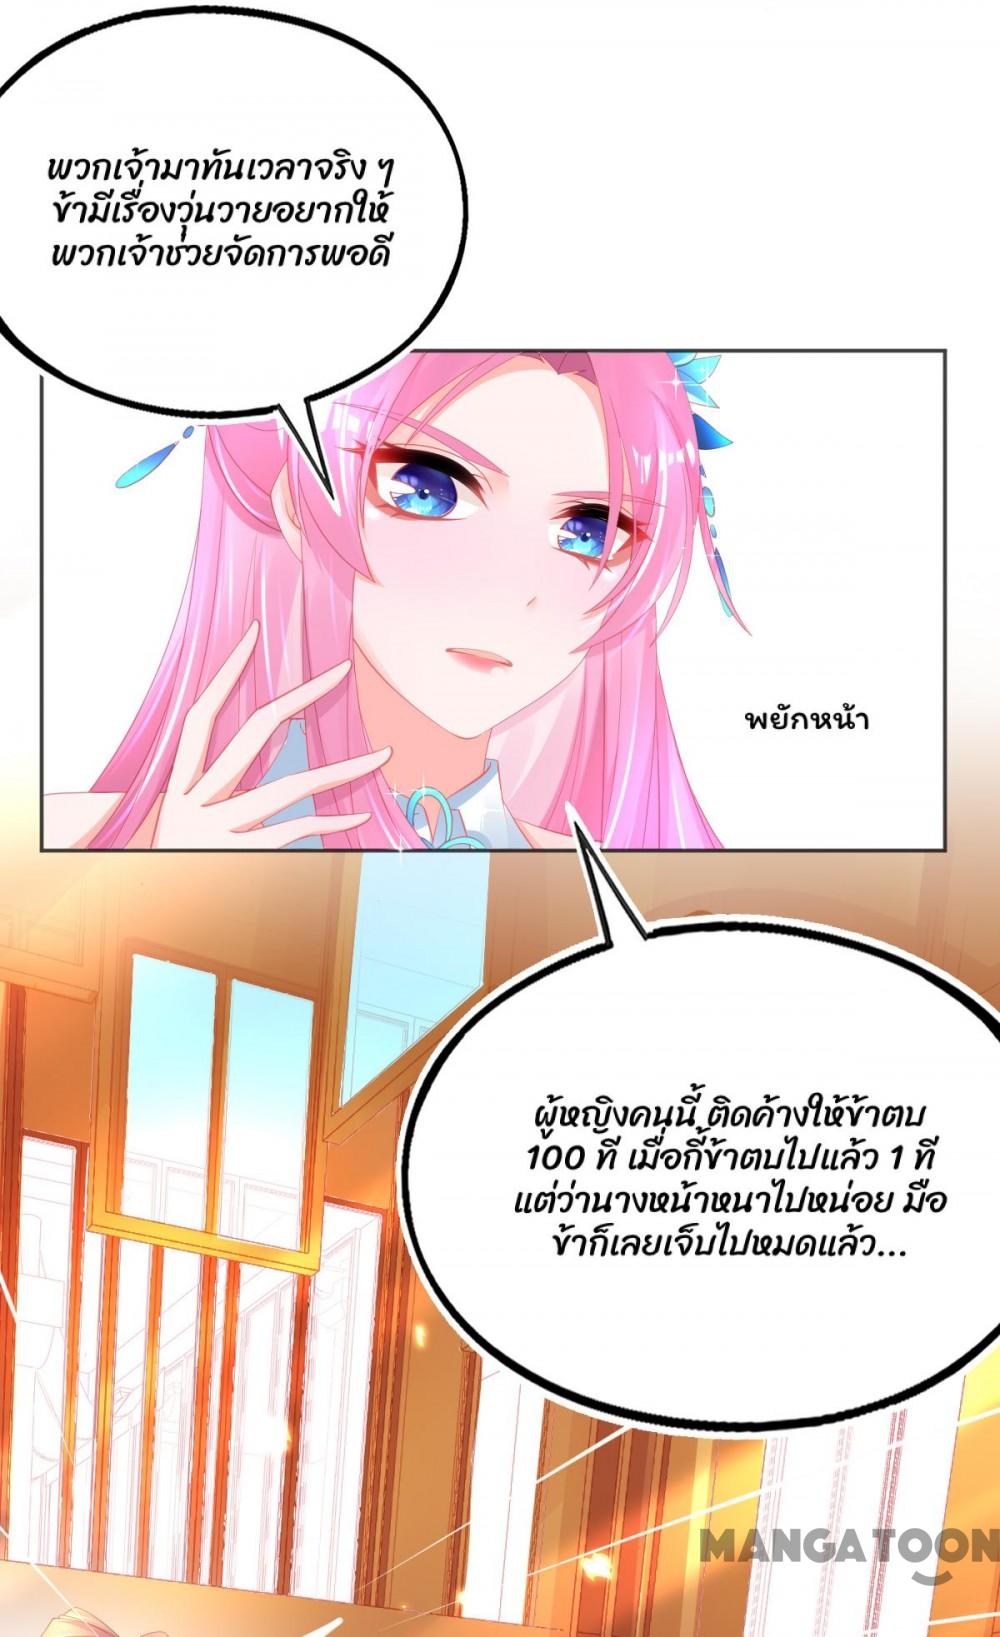 พวกเจ้ามาทันเวลาจริง ๆ
ข้ามีเรื่องวุ่นวายอยากให้
พวกเจ้าช่วยจัดการพอดี
พยักหน้า
ผู้หญิงคนนี้ ติดค้างให้ข้าตบ
100 ที เมื่อกี้ข้าตบไปแล้ว 1 ที
แต่ว่านางหน้าหนาไปหน่อย มือ
ข้าก็เลยเจ็บไปหมดแล้ว...
MANGATOON